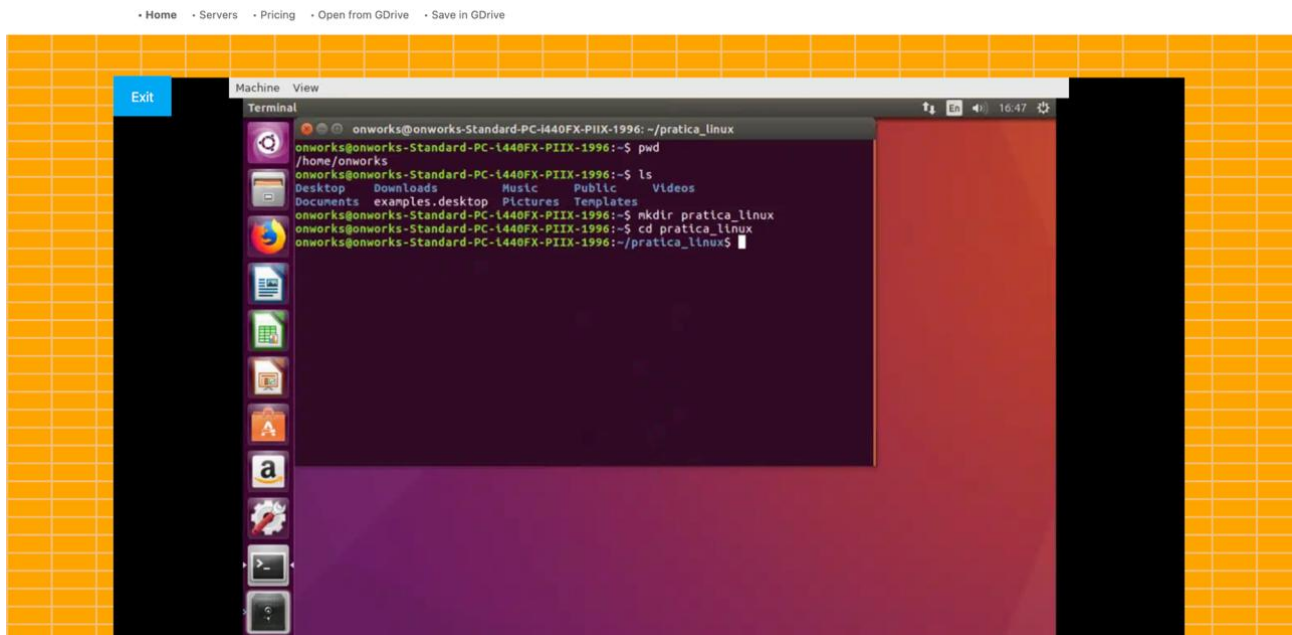 • Home • Servers • Pricing • Open from GDrive • Save in GDrive
Exit
Machine View
Terminal En 16:47
onworks@onworks-Standard-PC-i440FX-PIIX-1996: ~/pratica_linux
onworks@onworks-Standard-PC-i440FX-PIIX-1996:~$ pwd
/home/onworks
onworks@onworks-Standard-PC-i440FX-PIIX-1996:~$ ls
Desktop Downloads Music Public Videos
Documents examples.desktop Pictures Templates
onworks@onworks-Standard-PC-i440FX-PIIX-1996:~$ mkdir pratica_linux
onworks@onworks-Standard-PC-i440FX-PIIX-1996:~$ cd pratica_linux
onworks@onworks-Standard-PC-i440FX-PIIX-1996:~/pratica_linux$